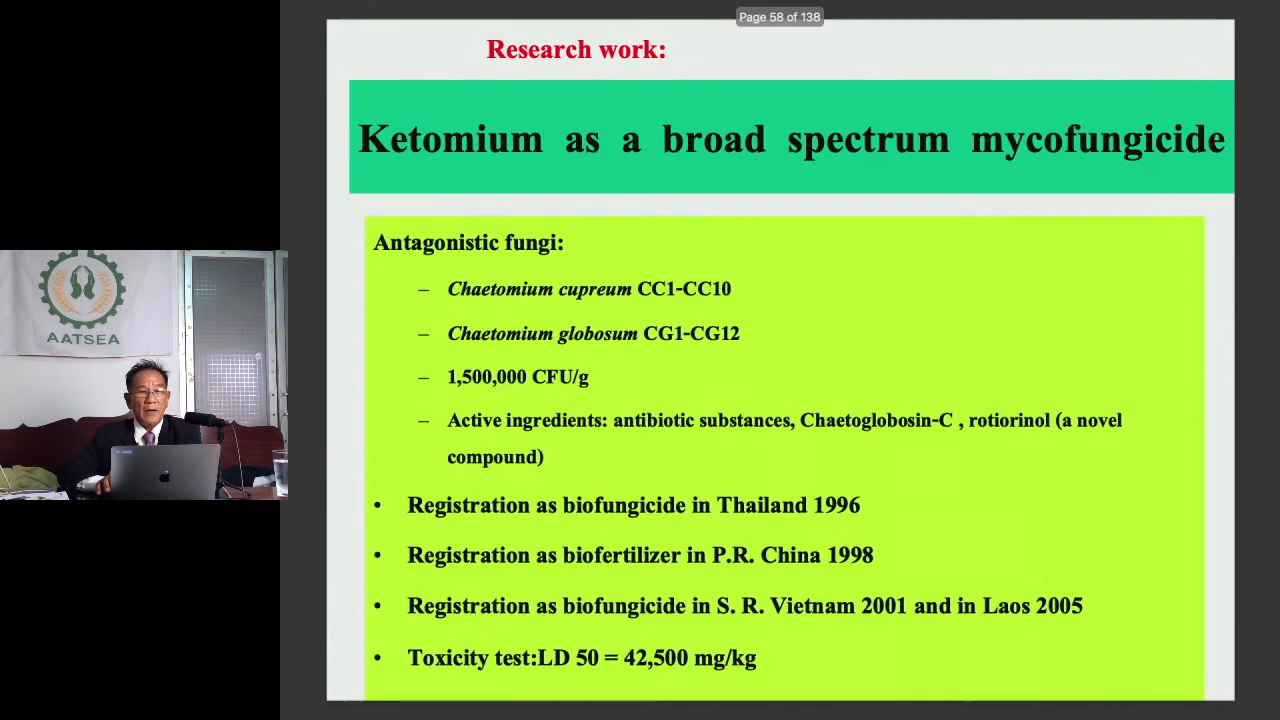 Page 58 of 138
Research work:
Ketomium as a broad spectrum mycofungicide
Antagonistic fungi:
– Chaetomium cupreum CC1-CC10
– Chaetomium globosum CG1-CG12
– 1,500,000 CFU/g
– Active ingredients: antibiotic substances, Chaetoglobosin-C , rotiorinol (a novel
compound)
• Registration as biofungicide in Thailand 1996
• Registration as biofertilizer in P.R. China 1998
• Registration as biofungicide in S. R. Vietnam 2001 and in Laos 2005
• Toxicity test:LD 50 = 42,500 mg/kg
AATSEA